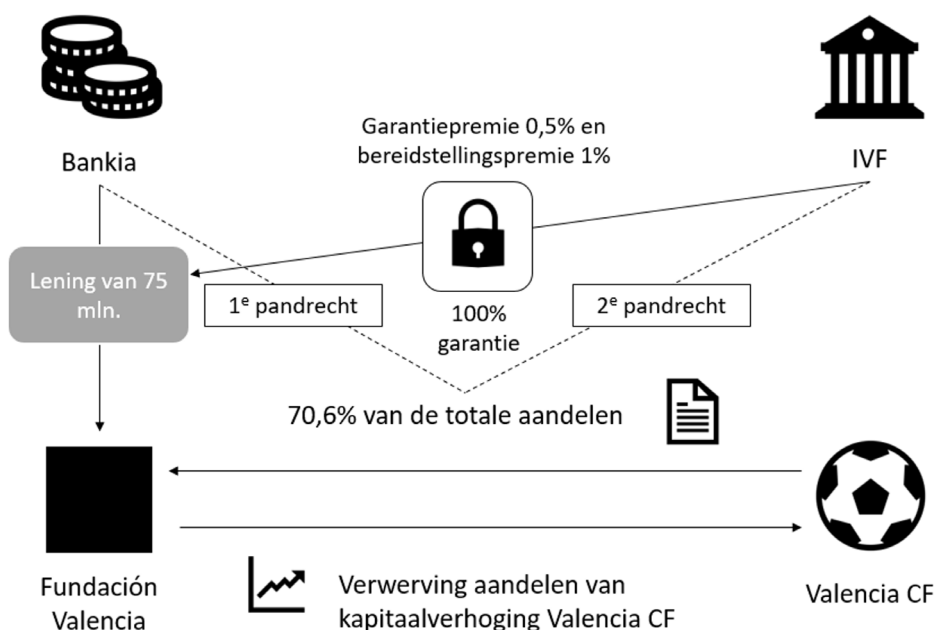 Bankia
Garantiepremie 0,5% en
bereidstellingspremie 1%
IVF
Lening van 75
mln.
1e pandrecht
100%
garantie
2e pandrecht
70,6% van de totale aandelen
Fundación
Valencia
Verwerving aandelen van
kapitaalverhoging Valencia CF
Valencia CF